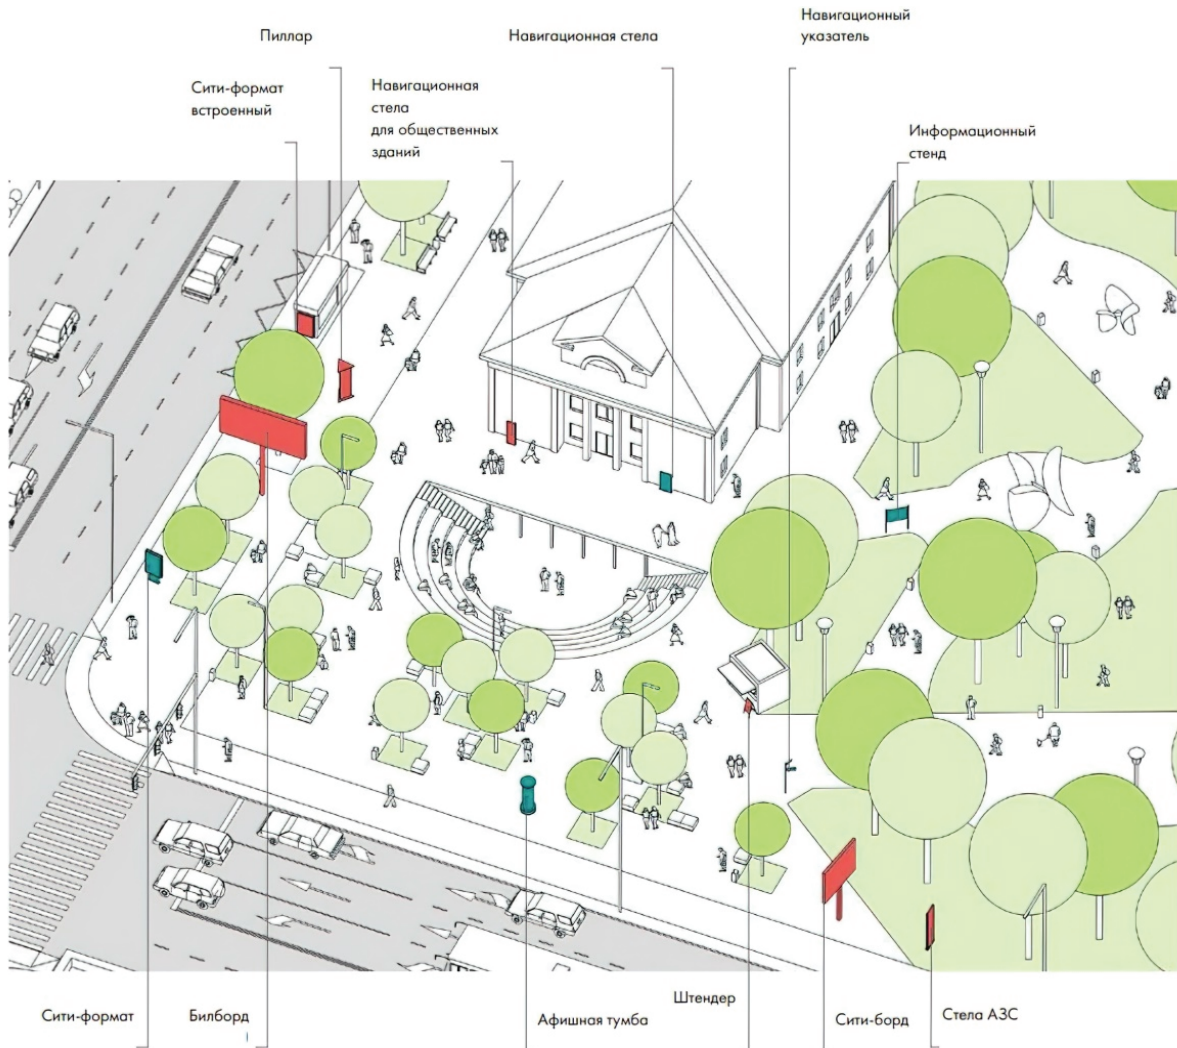 Навигационный
указатель
Пиллар
Навигационная стела
Сити-формат
встроенный
Навигационная
стела
для общественных
зданий
Информационный
стенд
Сити-формат
Билборд
Афишная тумба
Штендер
Сити-борд
Стела АЗС